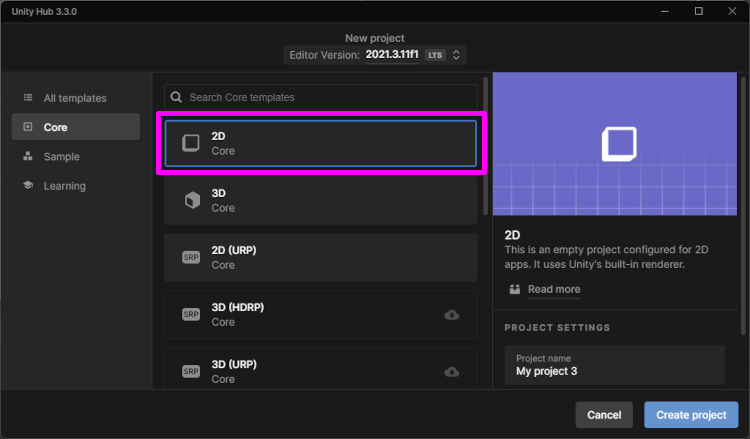 Unity Hub 3.3.0
New project
Editor Version: 2021.3.11f1 LTS
All templates
Core
Sample
Learning
Search Core templates
2D
Core
3D
Core
SRP
2D (URP)
Core
SRP
3D (HDRP)
Core
SRP
3D (URP)
Core
2D
This is an empty project configured for 2D
apps. It uses Unity's built-in renderer.
Read more
PROJECT SETTINGS
Project name
My project 3
Cancel
Create project